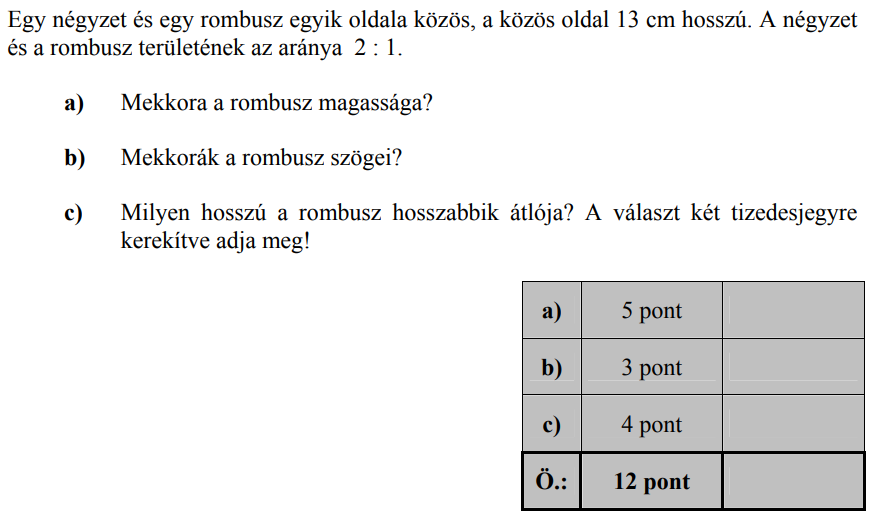 Egy négyzet és egy rombusz egyik oldala közös, a közös oldal 13 cm hosszú. A négyzet
és a rombusz területének az aránya 2 : 1.
a) Mekkora a rombusz magassága?
b) Mekkorák a rombusz szögei?
c) Milyen hosszú a rombusz hosszabbik átlója? A választ két tizedesjegyre
kerekítve adja meg!
a) 5 pont
b) 3 pont
c) 4 pont
Ö.: 12 pont